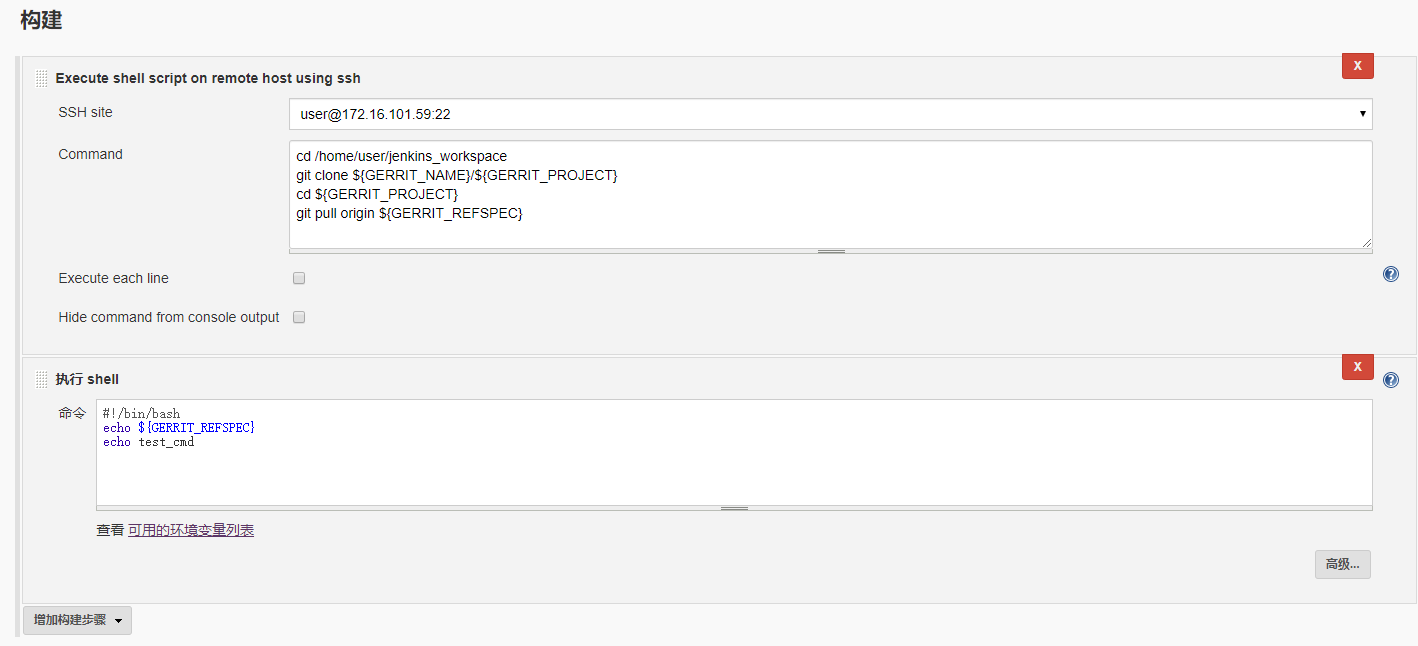 构建
X
Execute shell script on remote host using ssh
SSH site
user@172.16.101.59:22
Command
cd /home/user/jenkins_workspace
git clone ${GERRIT_NAME}/${GERRIT_PROJECT}
cd ${GERRIT_PROJECT}
git pull origin ${GERRIT_REFSPEC}
Execute each line
Hide command from console output
X
执行 shell
命令
#!/bin/bash
echo ${GERRIT_REFSPEC}
echo test_cmd
查看 可用的环境变量列表
高级...
增加构建步骤